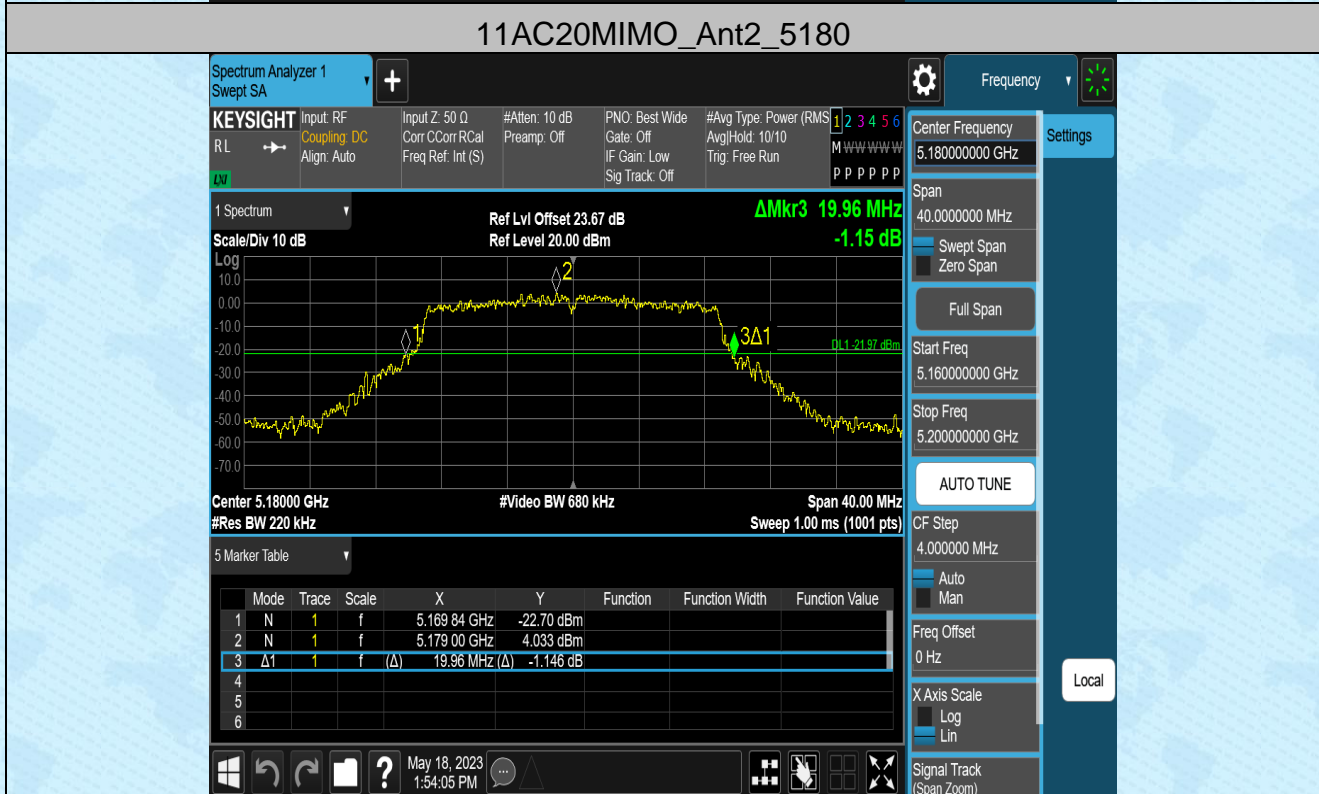 11AC20MIMO_Ant2_5180
Spectrum Analyzer 1
Swept SA
+
Frequency
KEYSIGHT
RL
LXI
Input: RF
Coupling: DC
Align: Auto
Input Z: 50 Ω
Corr CCorr RCal
Freq Ref: Int (S)
#Atten: 10 dB
Preamp: Off
PNO: Best Wide
Gate: Off
IF Gain: Low
Sig Track: Off
#Avg Type: Power (RMS
Avg|Hold: 10/10
Trig: Free Run
1 2 3 4 5 6
M W W W W W
P P P P P P
1 Spectrum
Scale/Div 10 dB
Ref Lvl Offset 23.67 dB
Ref Level 20.00 dBm
ΔMkr3 19.96 MHz
-1.15 dB
Log
10.0
0.00
-10.0
-20.0
-30.0
-40.0
-50.0
-60.0
-70.0
1
2
3Δ1
DL1 -21.97 dBm
Center 5.18000 GHz
#Video BW 680 kHz
Span 40.00 MHz
#Res BW 220 kHz
Sweep 1.00 ms (1001 pts)
5 Marker Table
Mode Trace Scale X Y Function Function Width Function Value
1 N 1 f 5.169 84 GHz -22.70 dBm
2 N 1 f 5.179 00 GHz 4.033 dBm
3 Δ1 1 f (Δ) 19.96 MHz (Δ) -1.146 dB
4
5
6
?
May 18, 2023
1:54:05 PM
Center Frequency
5.180000000 GHz
Settings
Span
40.0000000 MHz
Swept Span
Zero Span
Full Span
Start Freq
5.160000000 GHz
Stop Freq
5.200000000 GHz
AUTO TUNE
CF Step
4.000000 MHz
Auto
Man
Freq Offset
0 Hz
X Axis Scale
Log
Lin
Local
Signal Track
(Span Zoom)